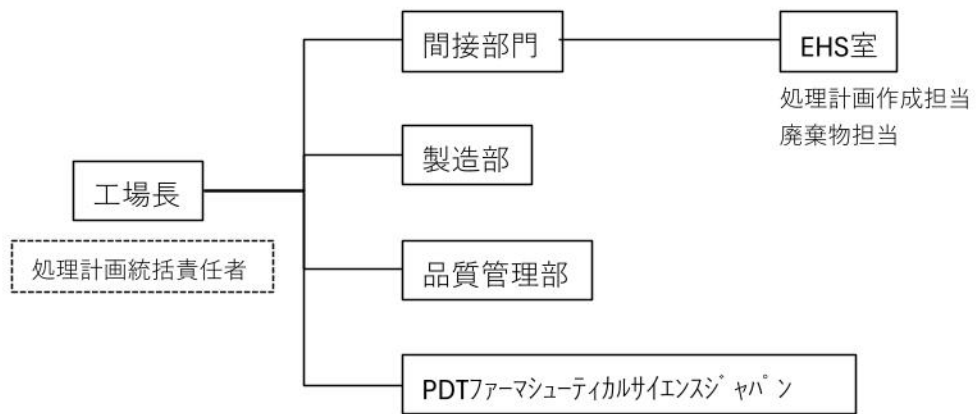 間接部門
EHS室
処理計画作成担当
廃棄物担当
製造部
工場長
処理計画統括責任者
品質管理部
PDTファーマシューティカルサイエンスジャパン